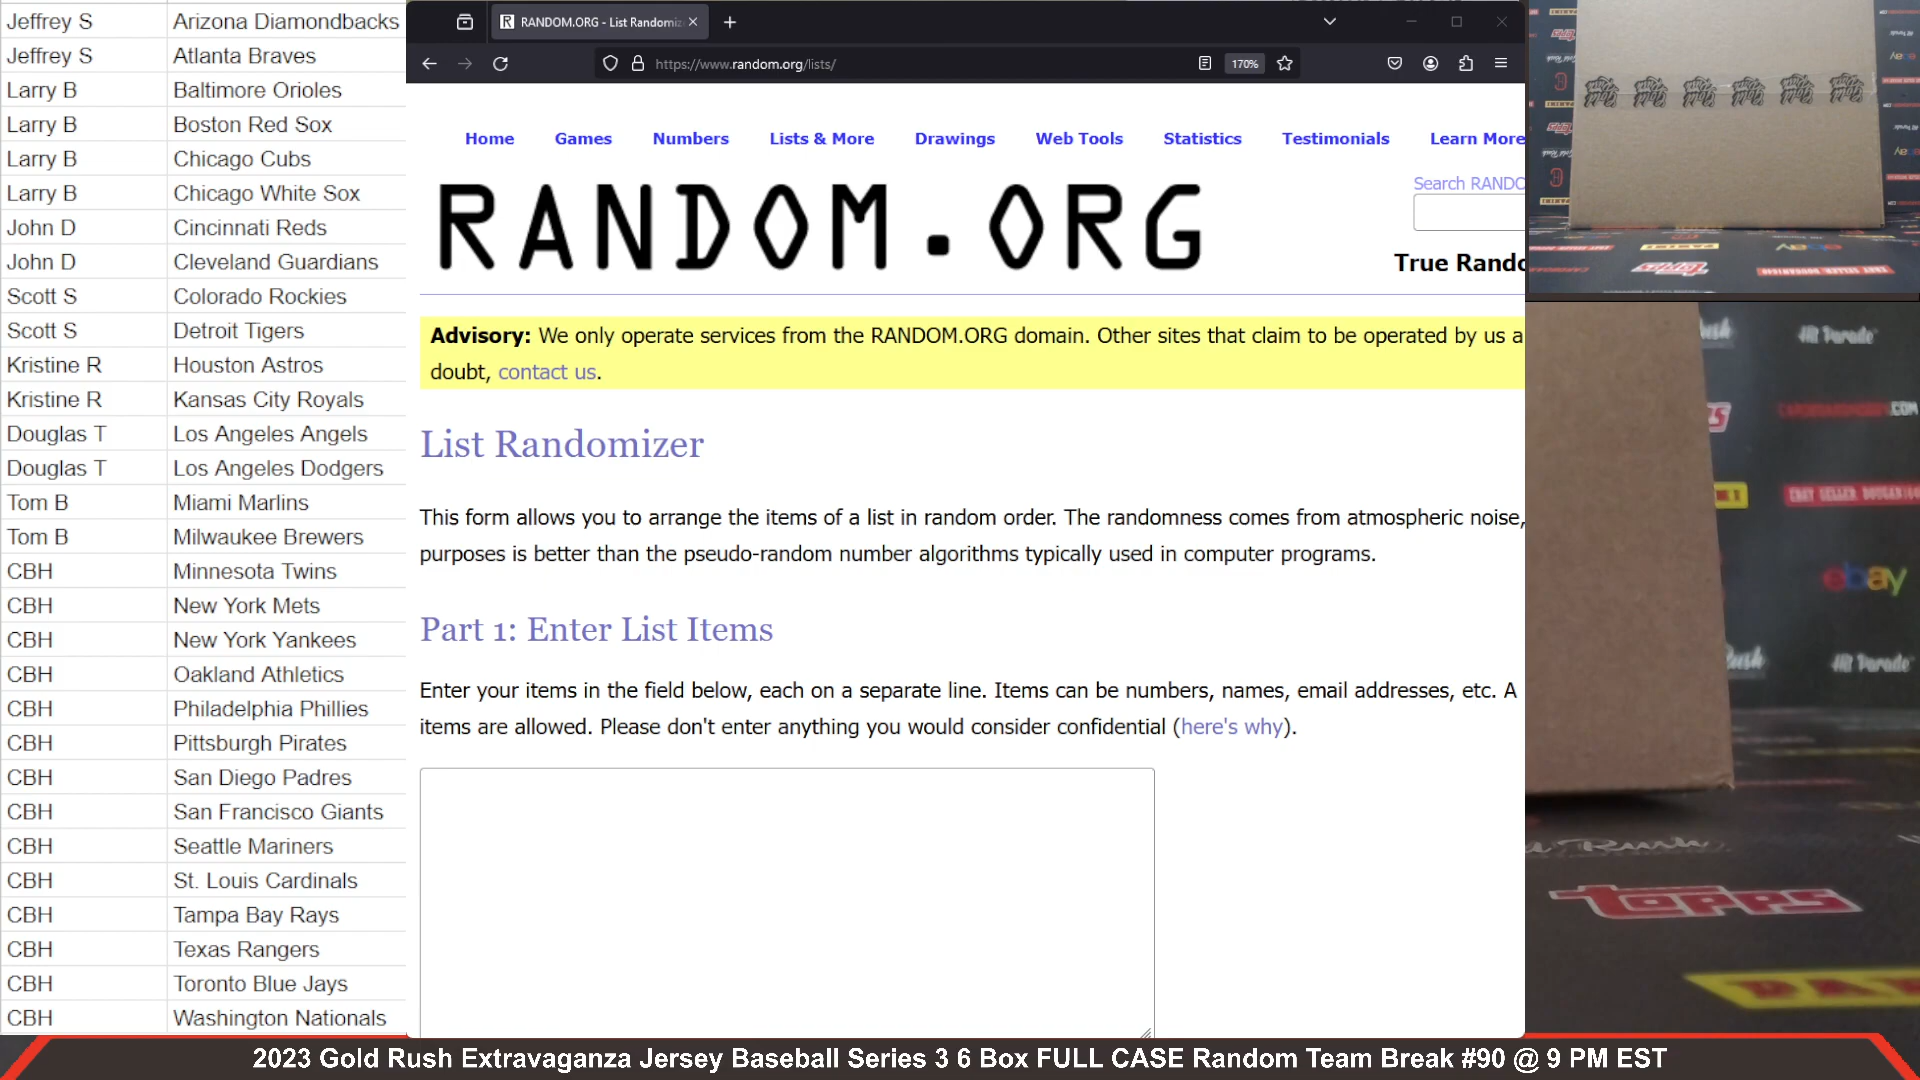 Jeffrey S Arizona Diamondbacks
Jeffrey S Atlanta Braves
Larry B Baltimore Orioles
Larry B Boston Red Sox
Larry B Chicago Cubs
Larry B Chicago White Sox
John D Cincinnati Reds
John D Cleveland Guardians
Scott S Colorado Rockies
Scott S Detroit Tigers
Kristine R Houston Astros
Kristine R Kansas City Royals
Douglas T Los Angeles Angels
Douglas T Los Angeles Dodgers
Tom B Miami Marlins
Tom B Milwaukee Brewers
CBH Minnesota Twins
CBH New York Mets
CBH New York Yankees
CBH Oakland Athletics
CBH Philadelphia Phillies
CBH Pittsburgh Pirates
CBH San Diego Padres
CBH San Francisco Giants
CBH Seattle Mariners
CBH St. Louis Cardinals
CBH Tampa Bay Rays
CBH Texas Rangers
CBH Toronto Blue Jays
CBH Washington Nationals
RANDOM.ORG - List Randomiz
https://www.random.org/lists/
170%
Home Games Numbers Lists & More Drawings Web Tools Statistics Testimonials Learn More
RANDOM.ORG
Search RANDO
True Rando
Advisory: We only operate services from the RANDOM.ORG domain. Other sites that claim to be operated by us a
doubt, contact us.
List Randomizer
This form allows you to arrange the items of a list in random order. The randomness comes from atmospheric noise,
purposes is better than the pseudo-random number algorithms typically used in computer programs.
Part 1: Enter List Items
Enter your items in the field below, each on a separate line. Items can be numbers, names, email addresses, etc. A
items are allowed. Please don't enter anything you would consider confidential (here's why).
Hit Parade
ebay
Hit Parade
topps
2023 Gold Rush Extravaganza Jersey Baseball Series 3 6 Box FULL CASE Random Team Break #90 @ 9 PM EST